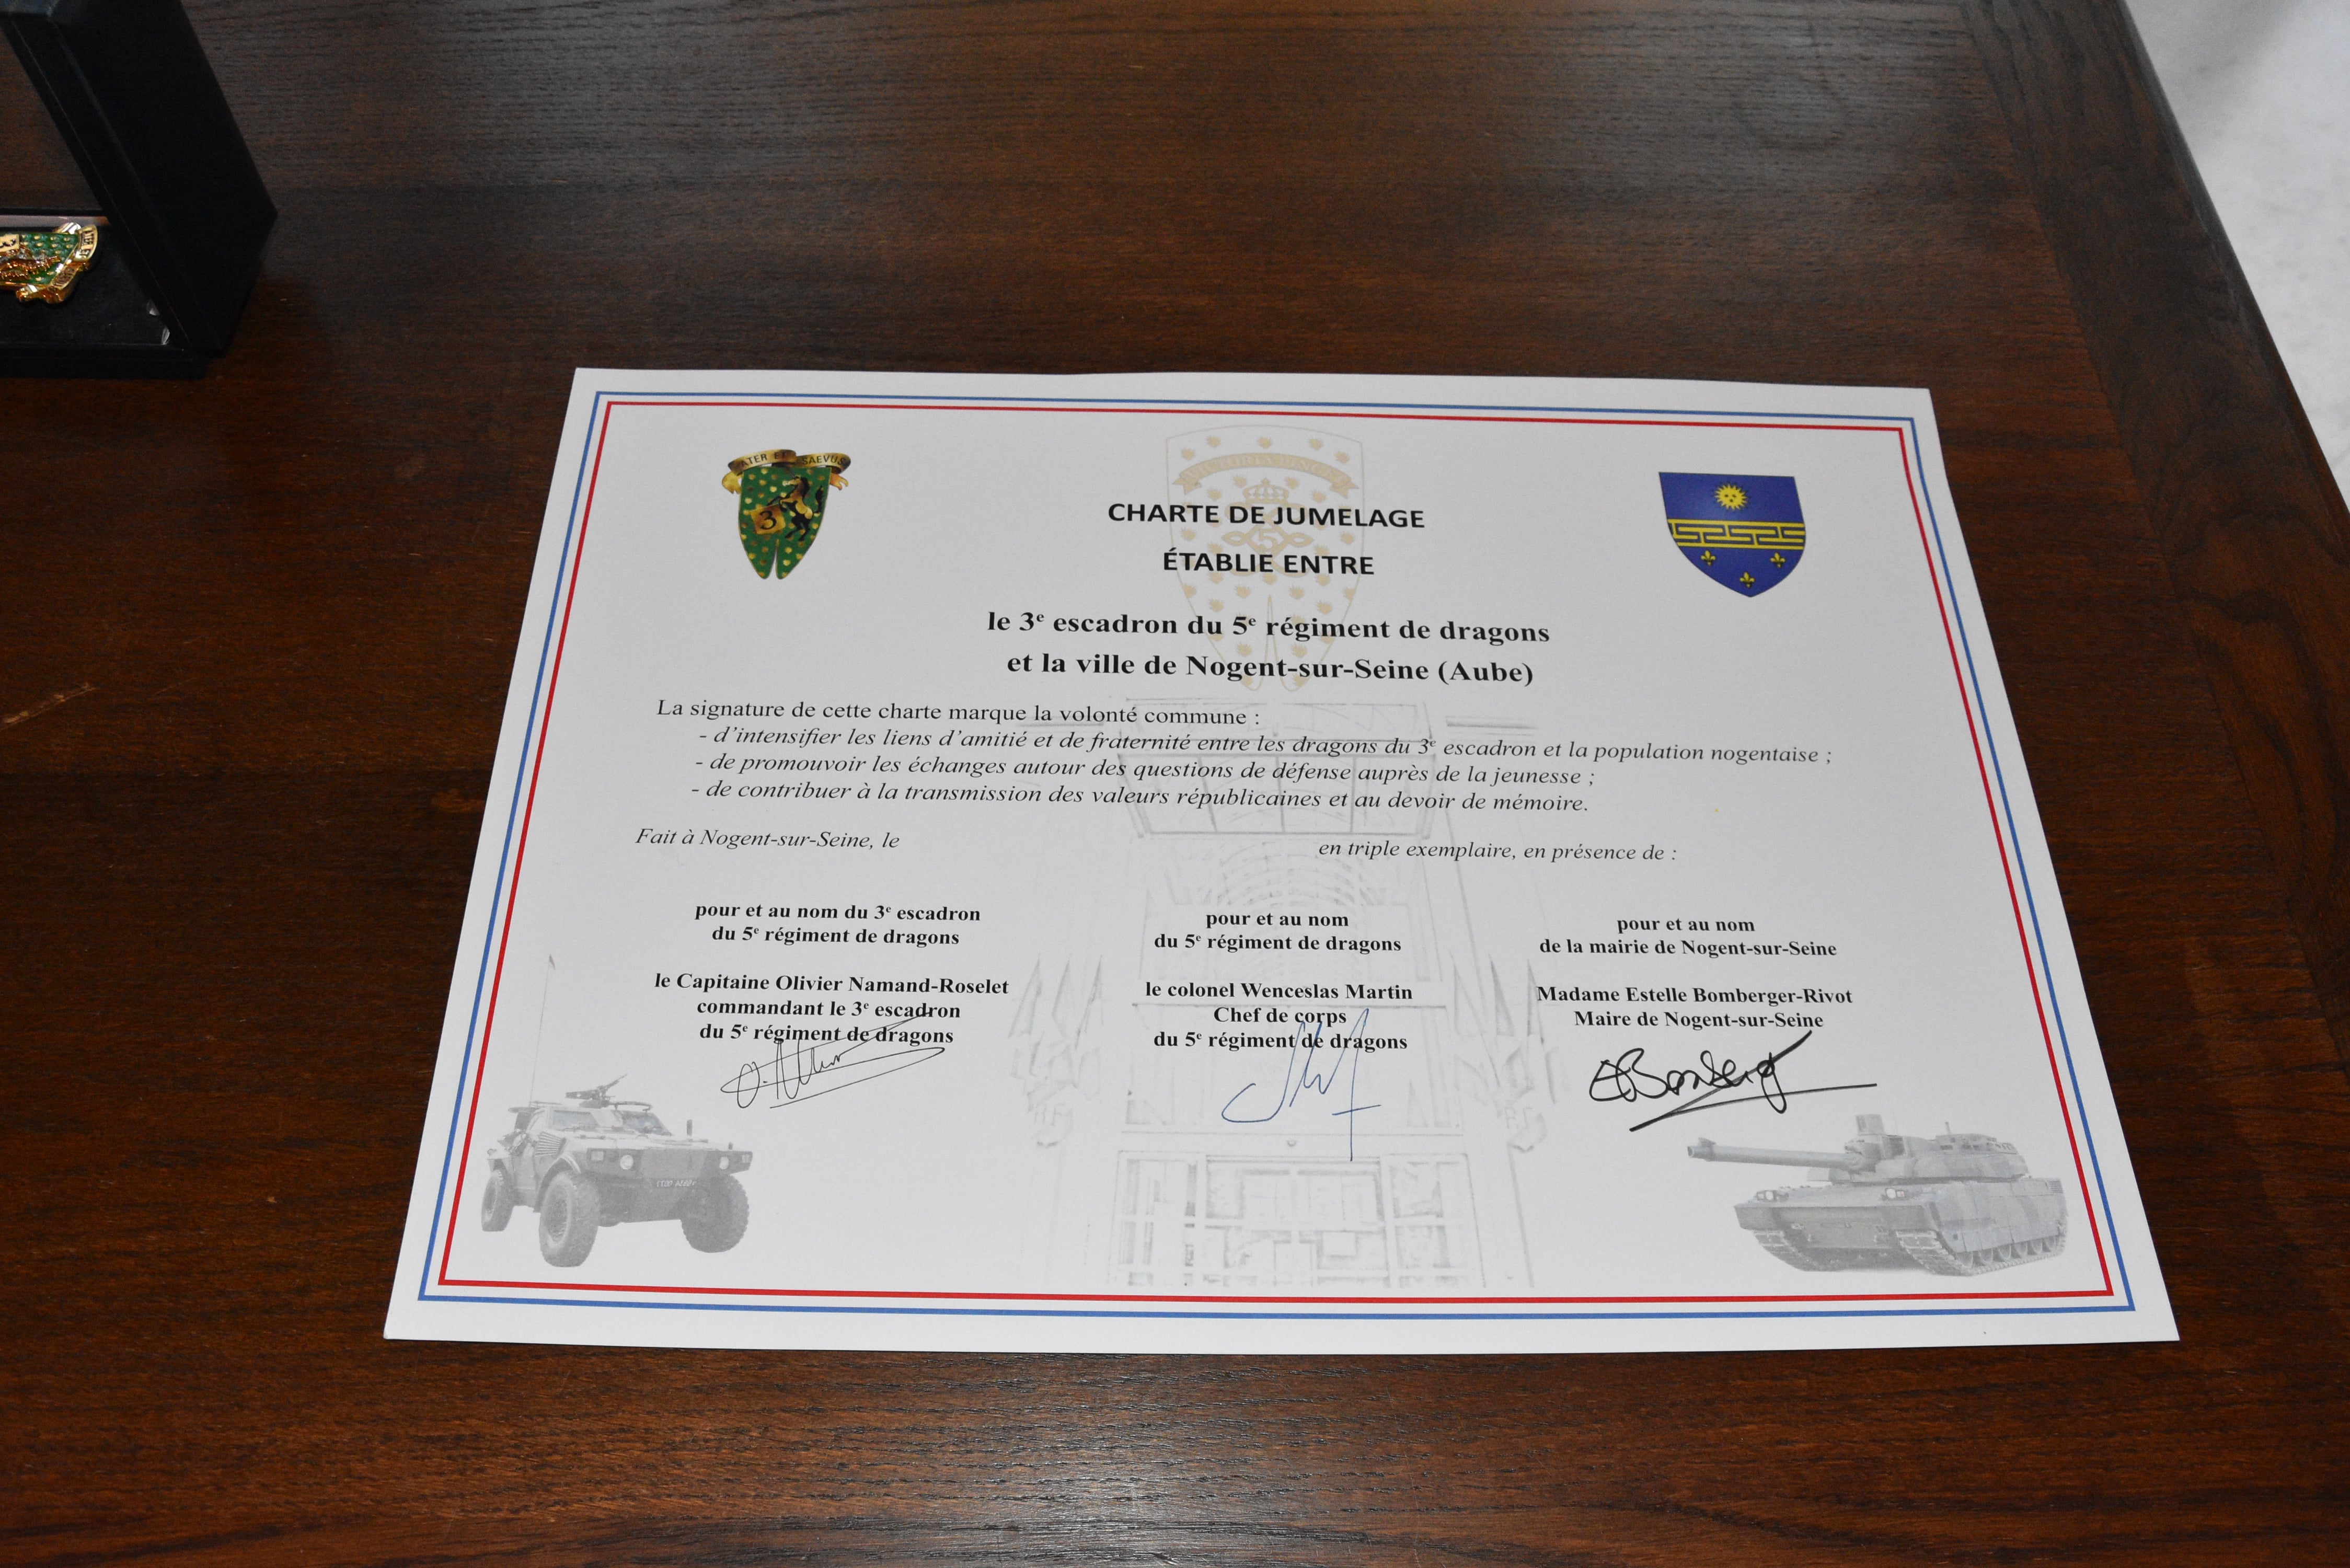 ATER ET SAEVUS
CHARTE DE JUMELAGE
ÉTABLIE ENTRE
3
5
le 3e escadron du 5e régiment de dragons
et la ville de Nogent-sur-Seine (Aube)
La signature de cette charte marque la volonté commune :
- d'intensifier les liens d'amitié et de fraternité entre les dragons du 3e escadron et la population nogentaise ;
- de promouvoir les échanges autour des questions de défense auprès de la jeunesse ;
- de contribuer à la transmission des valeurs républicaines et au devoir de mémoire.
Fait à Nogent-sur-Seine, le en triple exemplaire, en présence de :
pour et au nom du 3e escadron
du 5e régiment de dragons
le Capitaine Olivier Namand-Roselet
commandant le 3e escadron
du 5e régiment de dragons
pour et au nom
du 5e régiment de dragons
le colonel Wenceslas Martin
Chef de corps
du 5e régiment de dragons
pour et au nom
de la mairie de Nogent-sur-Seine
Madame Estelle Bomberger-Rivot
Maire de Nogent-sur-Seine